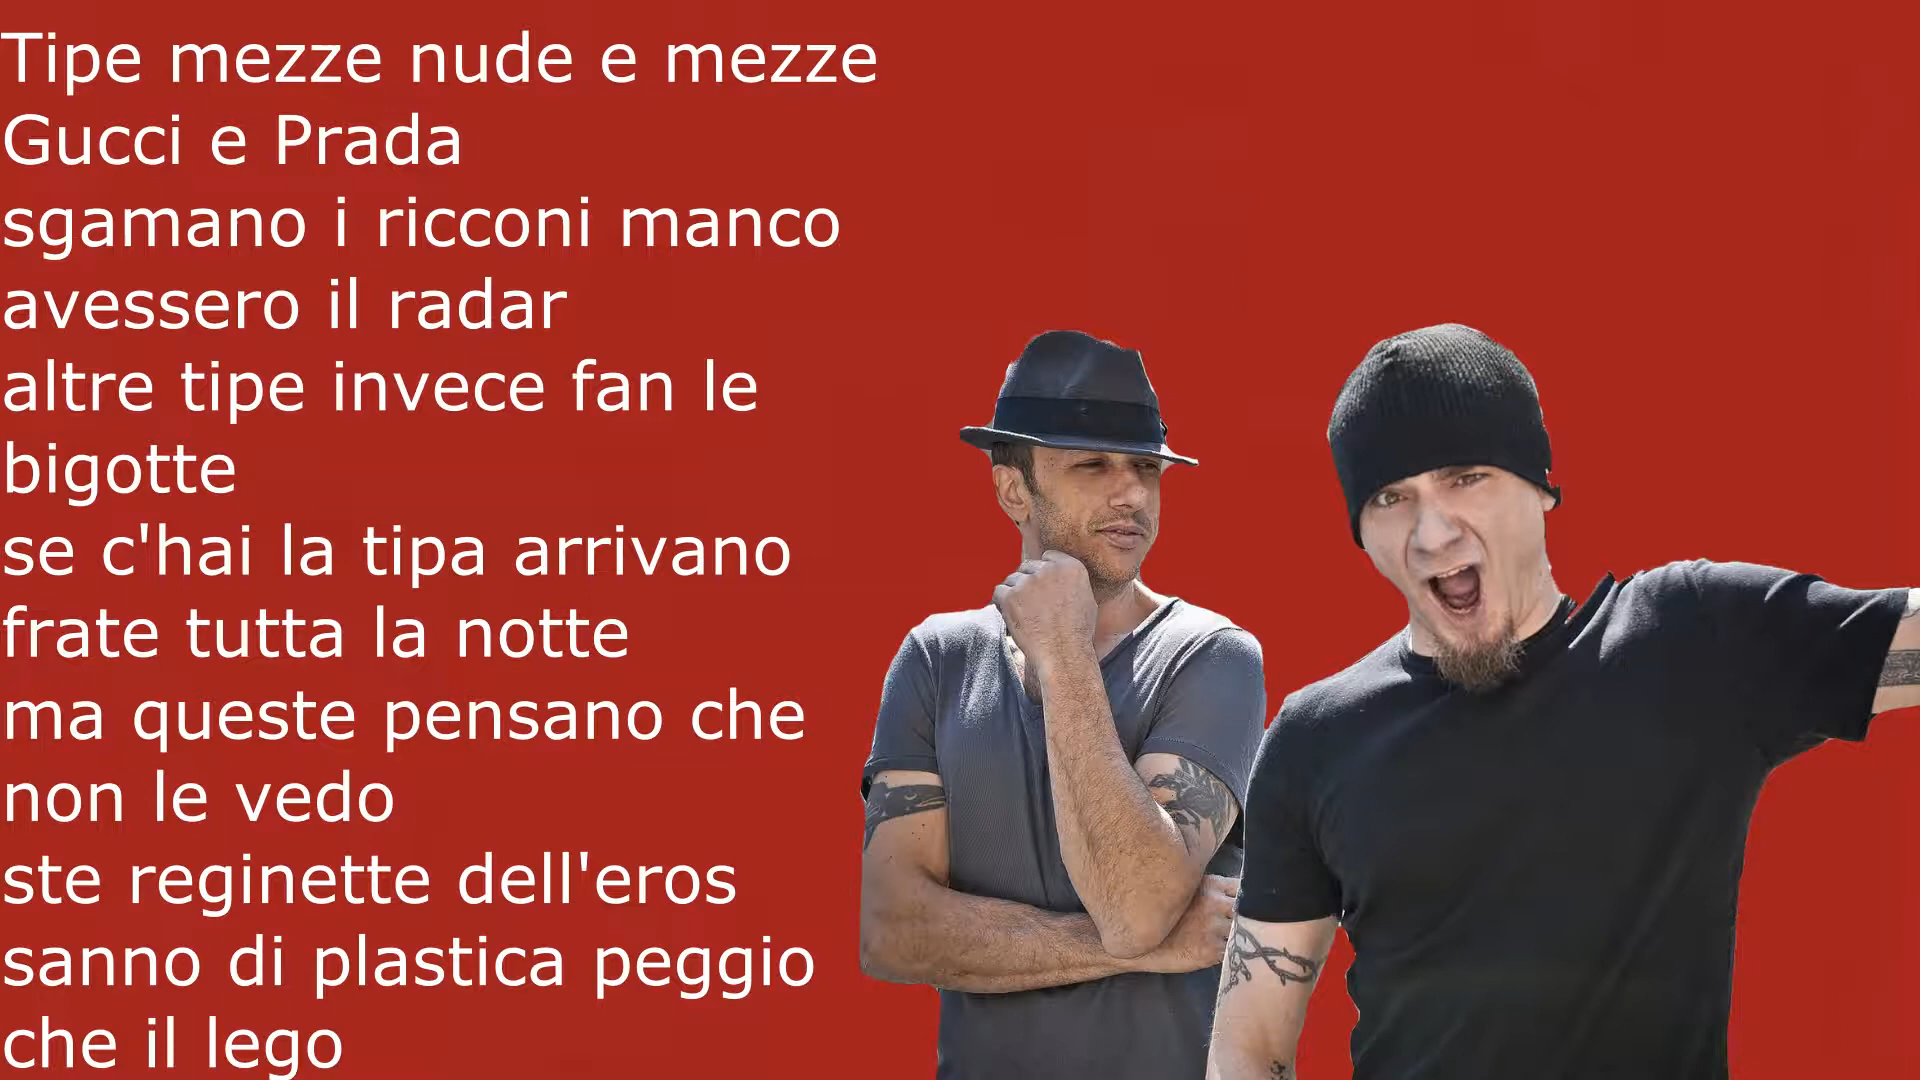 Tipe mezze nude e mezze
Gucci e Prada
sgamano i ricconi manco
avessero il radar
altre tipe invece fan le
bigotte
se c'hai la tipa arrivano
frate tutta la notte
ma queste pensano che
non le vedo
ste reginette dell'eros
sanno di plastica peggio
che il lego